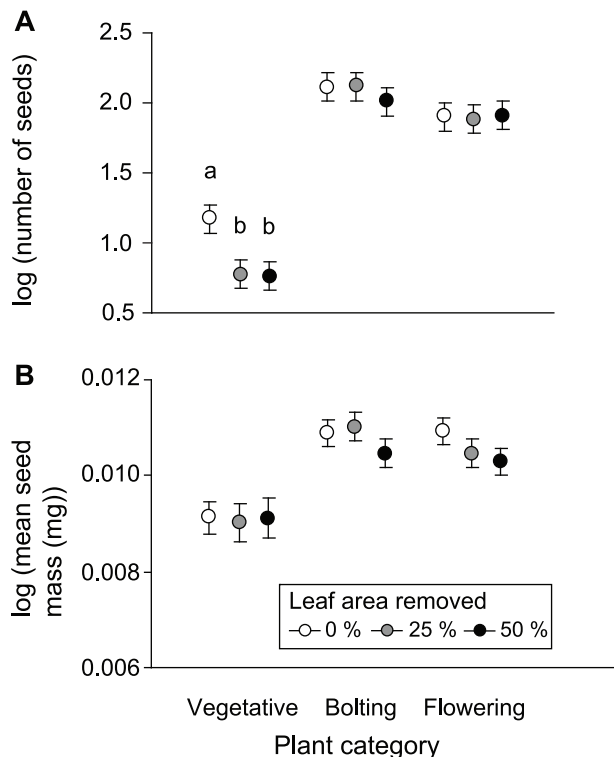 A
log (number of seeds)
2.5
2.0
1.5
1.0
0.5
a
b b
B
log (mean seed
mass (mg))
0.012
0.010
0.008
0.006
Leaf area removed
0 % 25 % 50 %
Vegetative Bolting Flowering
Plant category